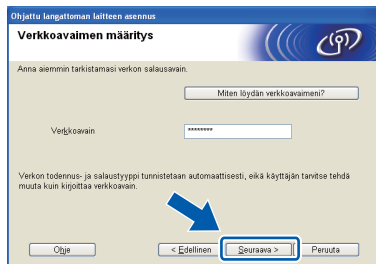 Ohjattu langattoman laitteen asennus
Verkkoavaimen määritys
Anna aiemmin tarkistamasi verkon salausavain.
Miten löydän verkkoavaimeni?
Verkkoavain
********
Verkon todennus- ja salaustyyppi tunnistetaan automaattisesti, eikä käyttäjän tarvitse tehdä
muuta kuin kirjoittaa verkkoavain.
Ohje
< Edellinen
Seuraava >
Peruuta